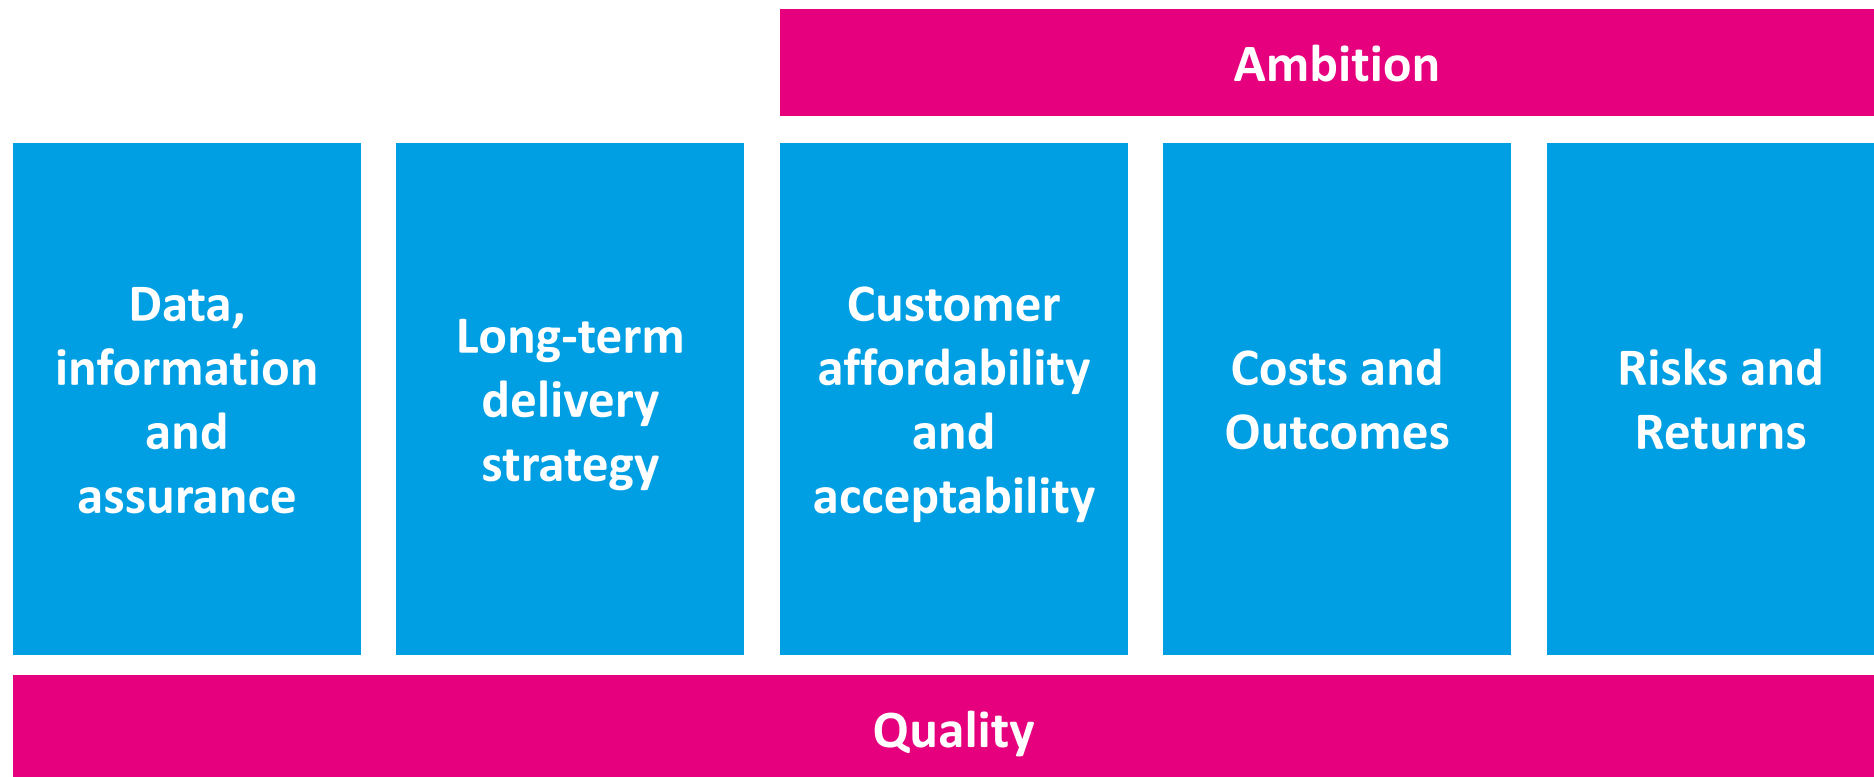 Ambition
Data,
information
and
assurance
Long-term
delivery
strategy
Customer
affordability
and
acceptability
Costs and
Outcomes
Risks and
Returns
Quality